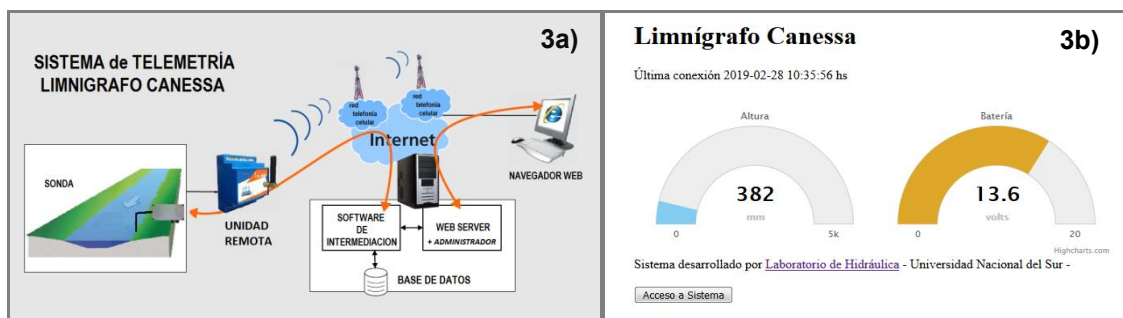 3a)
SISTEMA de TELEMETRÍA
LIMNIGRAFO CANESSA
red
telefonía
celular
red
telefonía
celular
Internet
NAVEGADOR WEB
SONDA
UNIDAD
REMOTA
SOFTWARE
DE
INTERMEDIACION
WEB SERVER
+ ADMINISTRADOR
BASE DE DATOS
Limnígrafo Canessa
3b)
Última conexión 2019-02-28 10:35:56 hs
Altura
382
mm
0
5k
Batería
13.6
volts
0
20
Highcharts.com
Sistema desarrollado por Laboratorio de Hidráulica - Universidad Nacional del Sur -
Acceso a Sistema